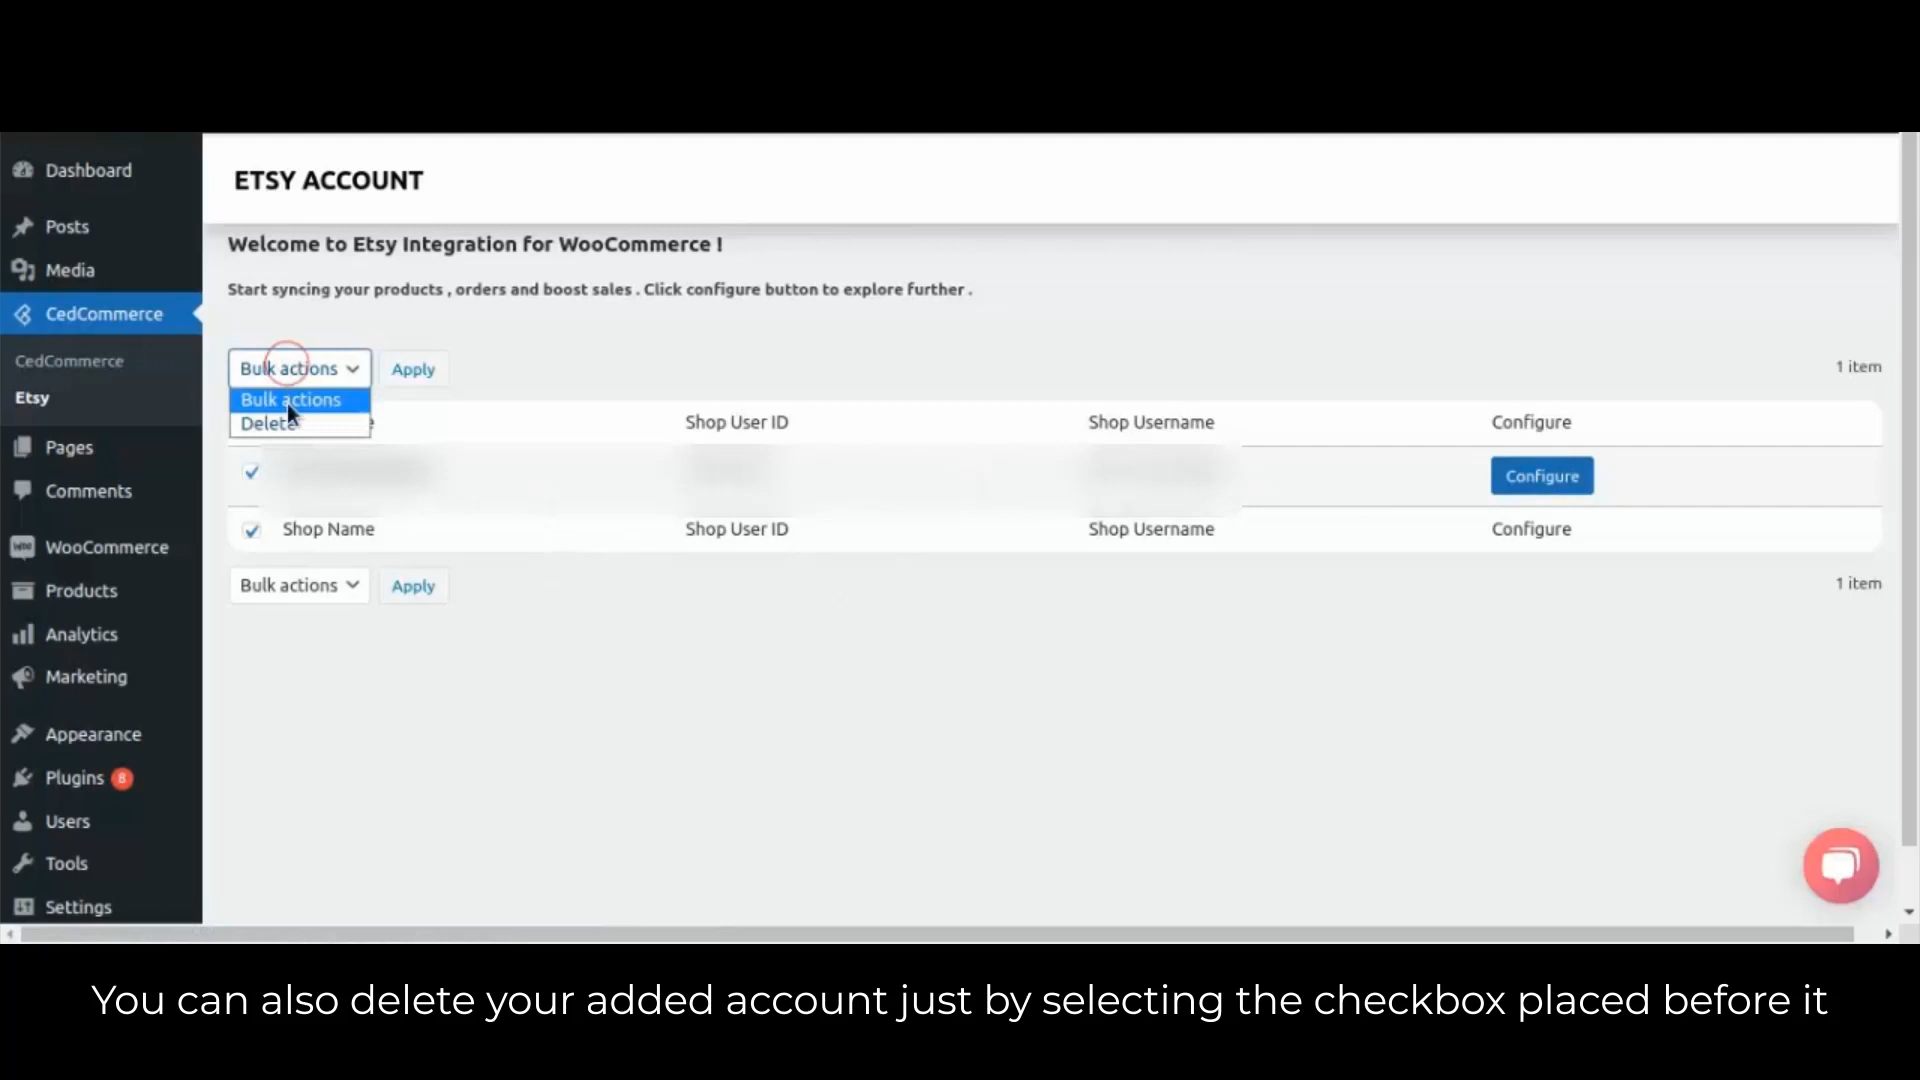 Dashboard
Posts
Media
CedCommerce
CedCommerce
Etsy
Pages
Comments
WooCommerce
Products
Analytics
Marketing
Appearance
Plugins 8
Users
Tools
Settings
ETSY ACCOUNT
Welcome to Etsy Integration for WooCommerce !
Start syncing your products , orders and boost sales . Click configure button to explore further .
Bulk actions Apply 1 item
Bulk actions
Delete
Shop User ID Shop Username Configure
Configure
Shop Name Shop User ID Shop Username Configure
Bulk actions Apply 1 item
You can also delete your added account just by selecting the checkbox placed before it